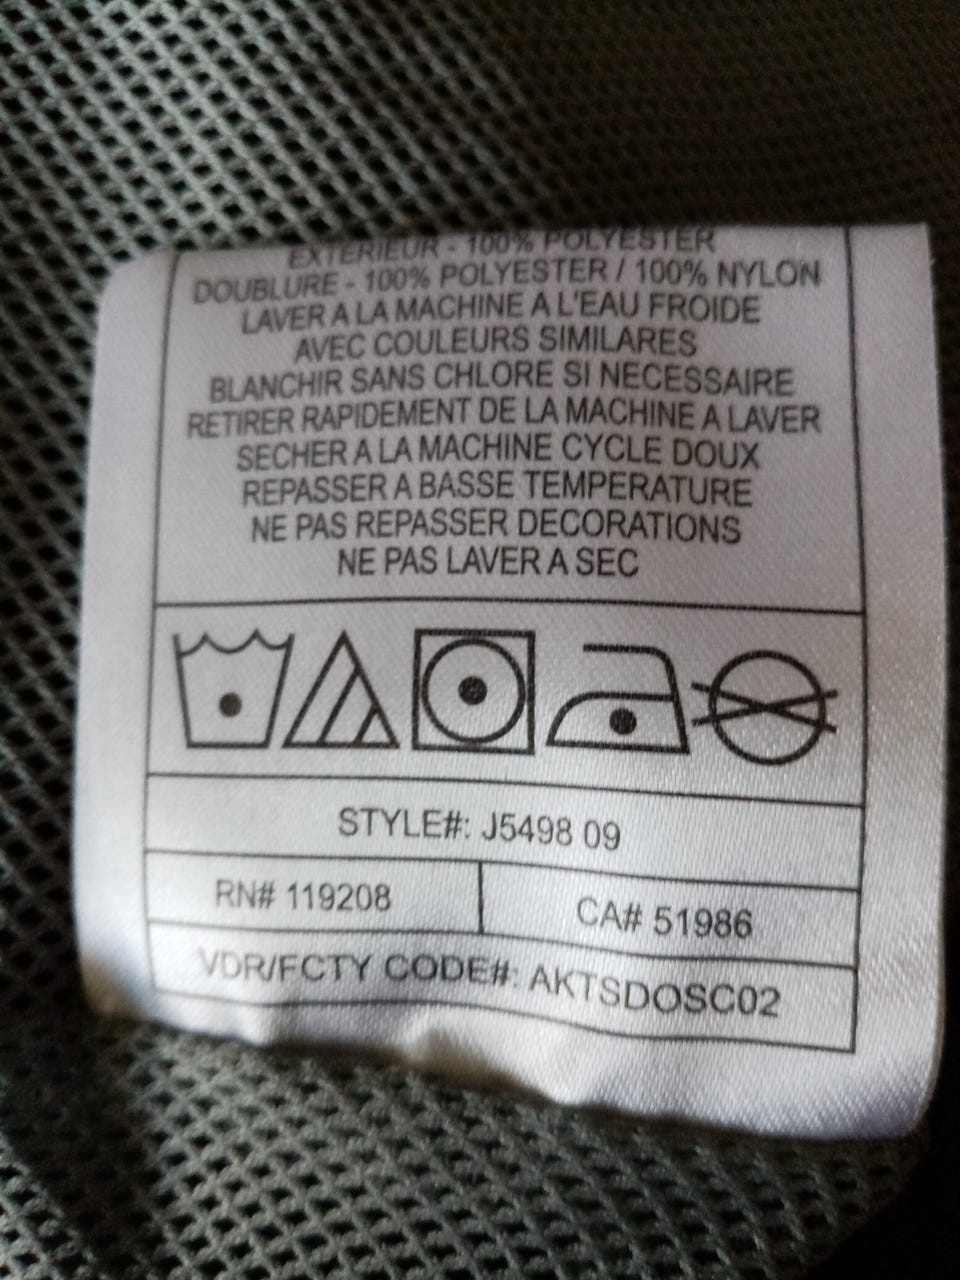 EXTERIEUR - 100% POLYESTER
DOUBLURE - 100% POLYESTER / 100% NYLON
LAVER A LA MACHINE A L'EAU FROIDE
AVEC COULEURS SIMILARES
BLANCHIR SANS CHLORE SI NECESSAIRE
RETIRER RAPIDEMENT DE LA MACHINE A LAVER
SECHER A LA MACHINE CYCLE DOUX
REPASSER A BASSE TEMPERATURE
NE PAS REPASSER DECORATIONS
NE PAS LAVER A SEC
STYLE#: J5498 09
RN# 119208
CA# 51986
VDR/FCTY CODE#: AKTSDOSC02